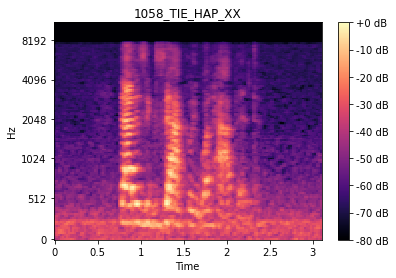 1058_TIE_HAP_XX
Hz
8192
4096
2048
1024
512
0
0
0.5
1
1.5
2
2.5
3
Time
+0 dB
-10 dB
-20 dB
-30 dB
-40 dB
-50 dB
-60 dB
-70 dB
-80 dB